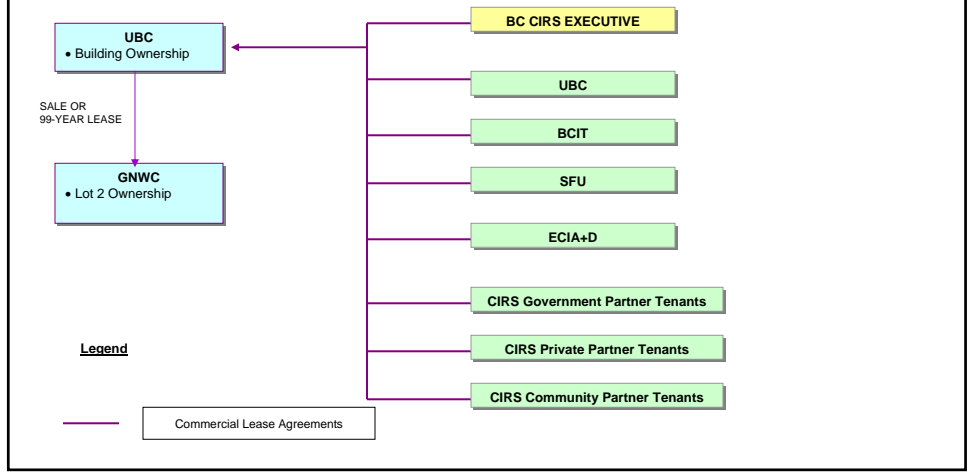 UBC
• Building Ownership
SALE OR
99-YEAR LEASE
GNWC
• Lot 2 Ownership
BC CIRS EXECUTIVE
UBC
BCIT
SFU
ECIA+D
CIRS Government Partner Tenants
CIRS Private Partner Tenants
CIRS Community Partner Tenants
Legend
Commercial Lease Agreements